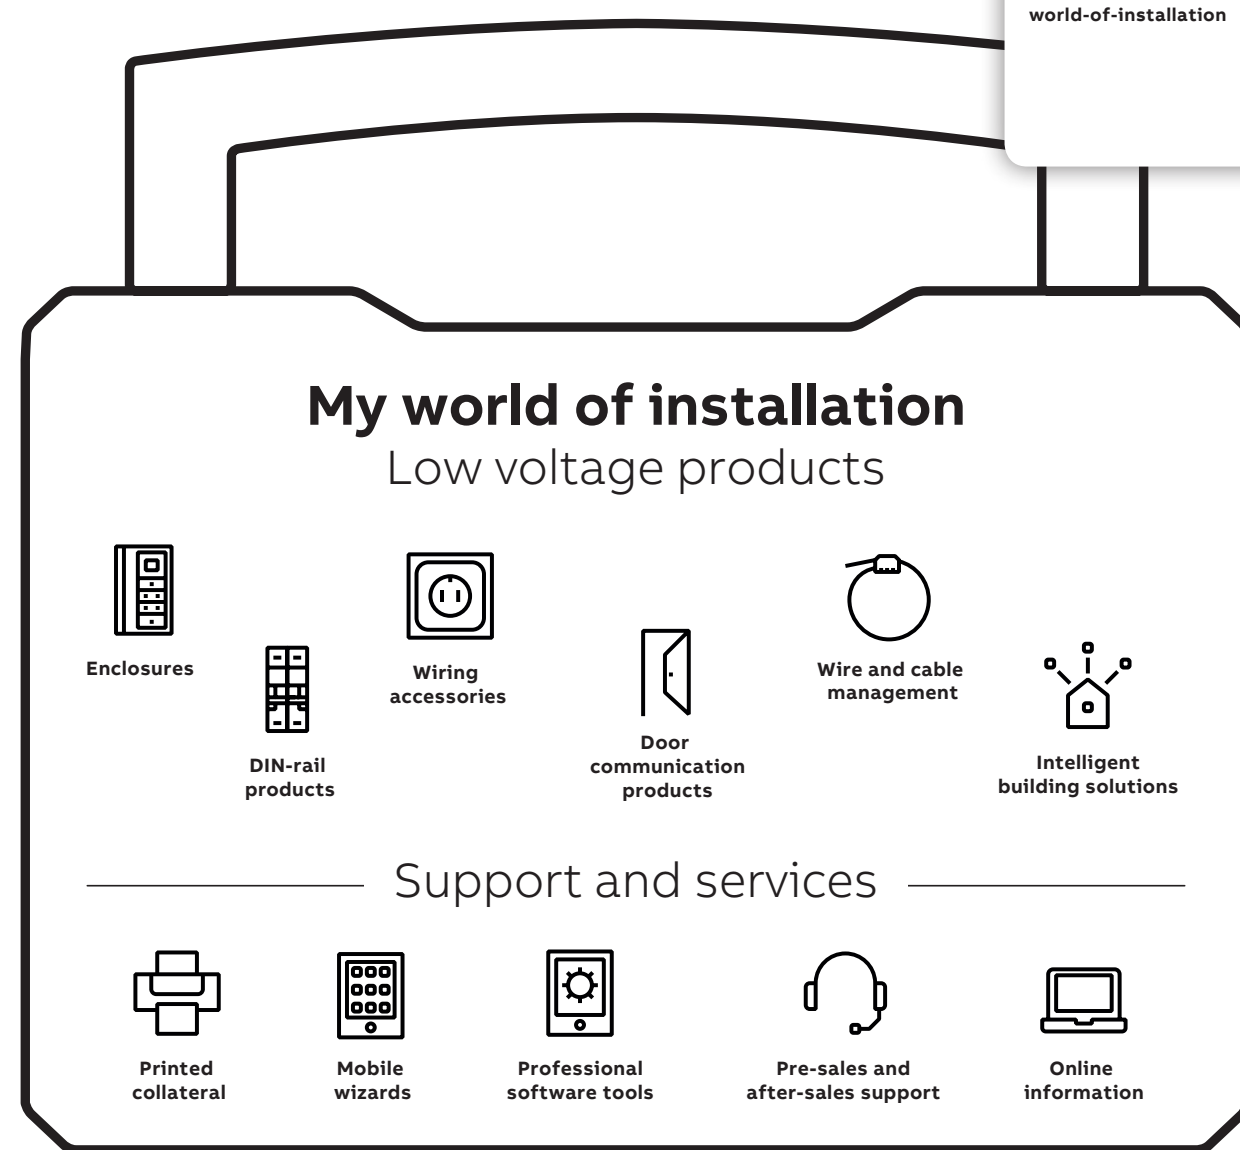 world-of-installation
My world of installation
Low voltage products
Enclosures
DIN-rail
products
Wiring
accessories
Door
communication
products
Wire and cable
management
Intelligent
building solutions
Support and services
Printed
collateral
Mobile
wizards
Professional
software tools
Pre-sales and
after-sales support
Online
information